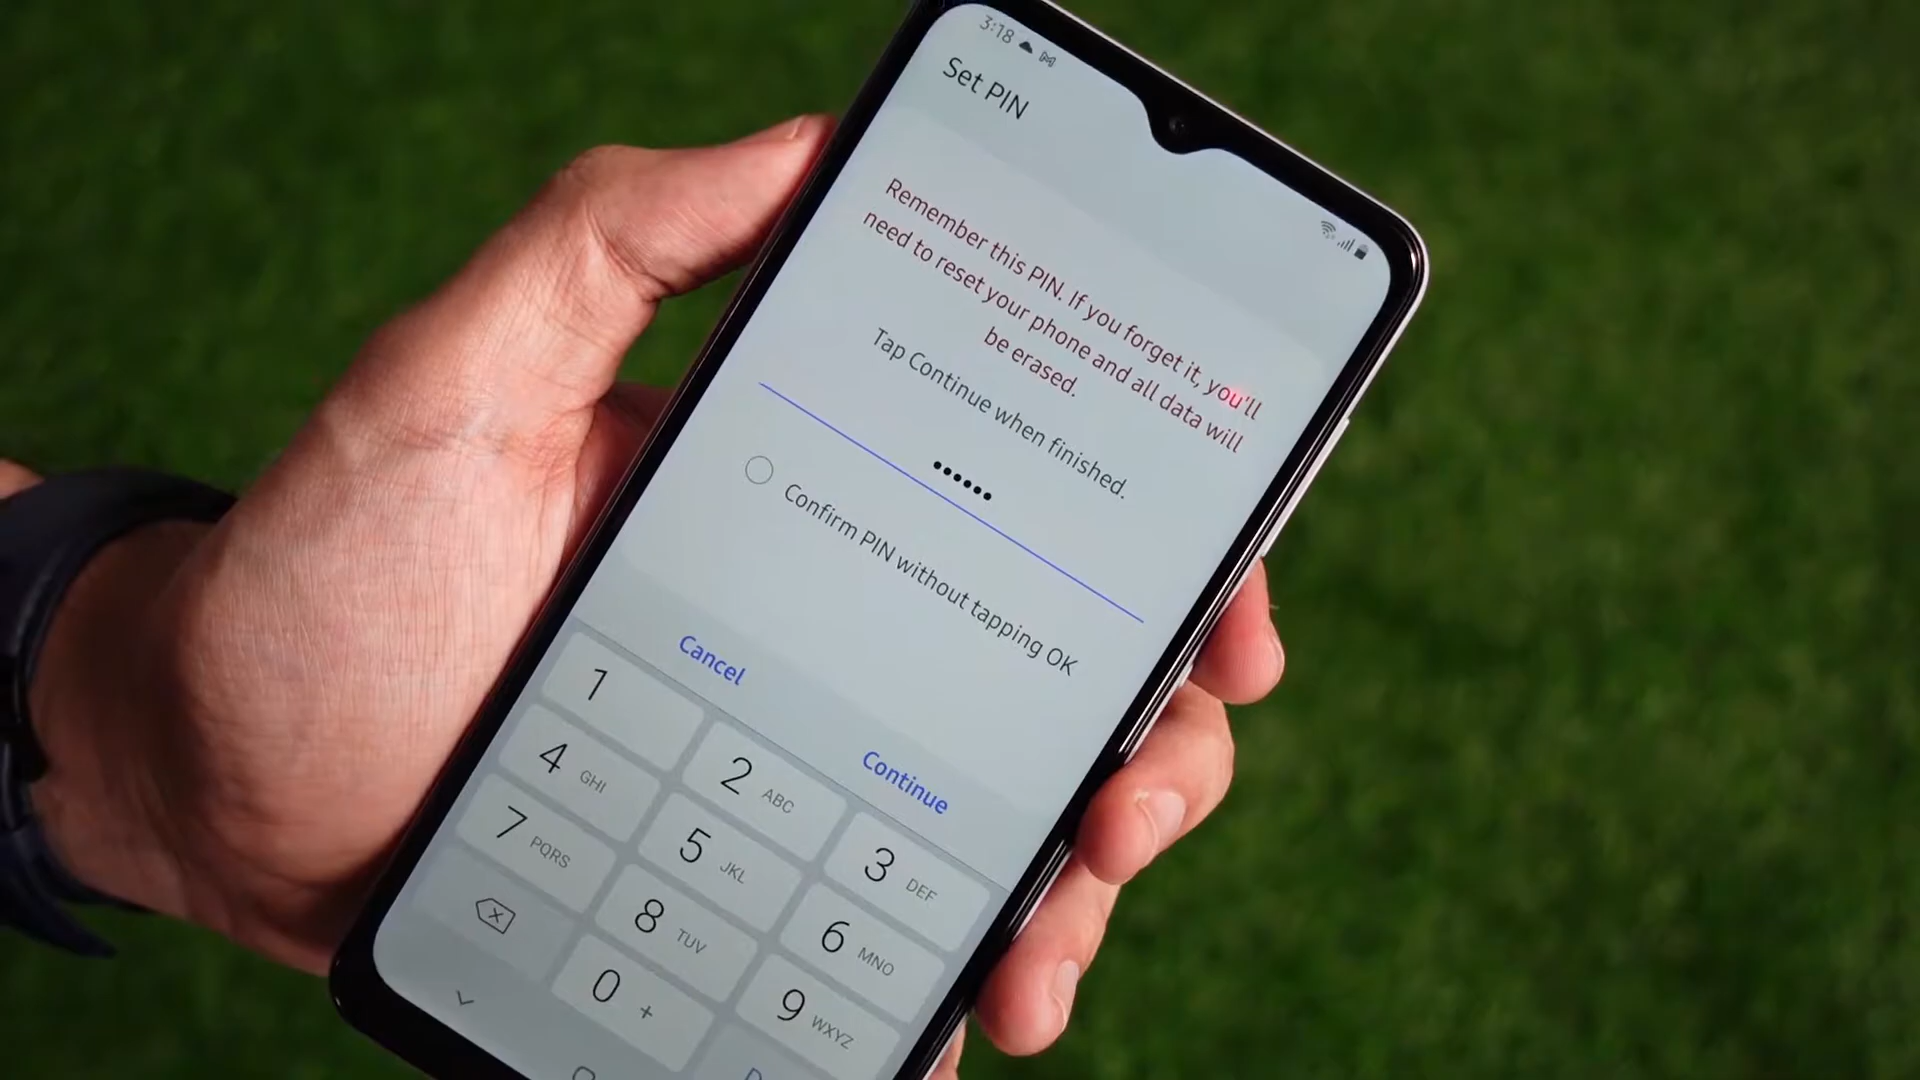 3:18
Set PIN
Remember this PIN. If you forget it, you'll
need to reset your phone and all data will
be erased.
Tap Continue when finished.
••••••
Confirm PIN without tapping OK
Cancel
Continue
1
2 ABC
3 DEF
4 GHI
5 JKL
6 MNO
7 PQRS
8 TUV
9 WXYZ
0 +